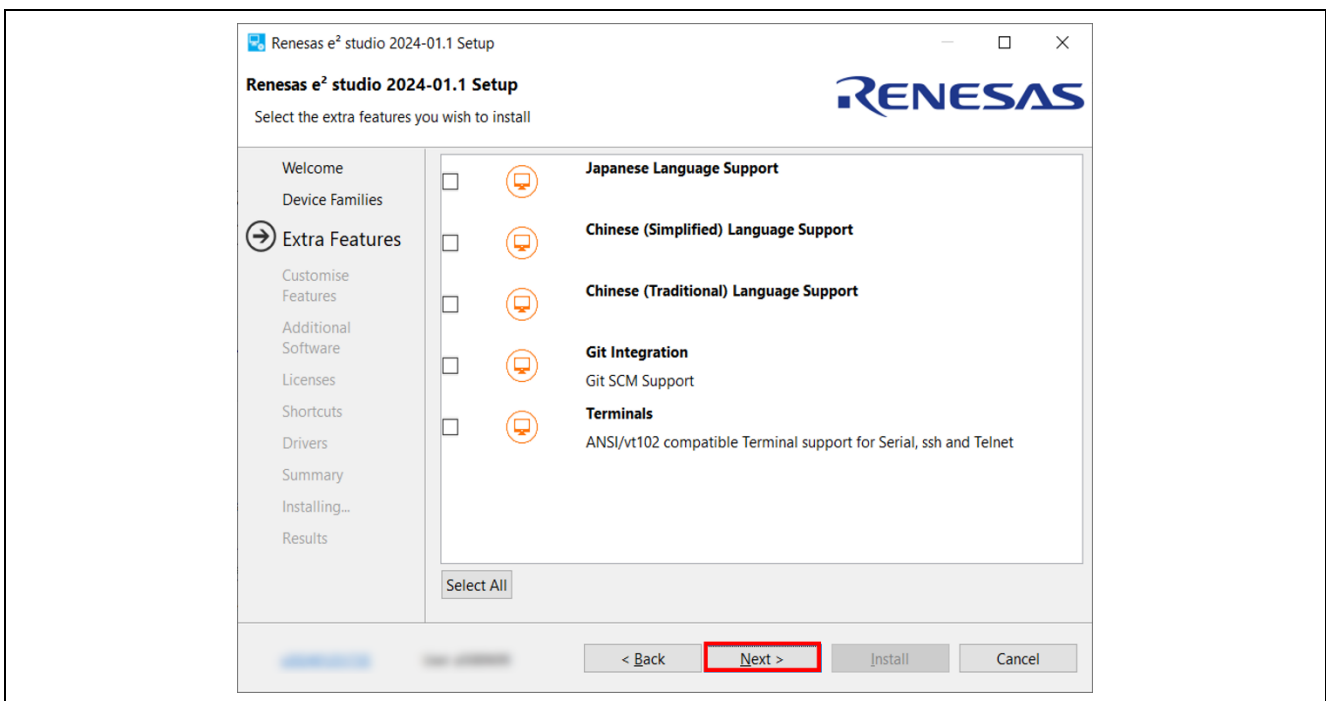 Renesas e² studio 2024-01.1 Setup
Renesas e² studio 2024-01.1 Setup
Select the extra features you wish to install
RENESAS
Welcome
Device Families
Extra Features
Customise
Features
Additional
Software
Licenses
Shortcuts
Drivers
Summary
Installing...
Results
Japanese Language Support
Chinese (Simplified) Language Support
Chinese (Traditional) Language Support
Git Integration
Git SCM Support
Terminals
ANSI/vt102 compatible Terminal support for Serial, ssh and Telnet
Select All
< Back
Next >
Install
Cancel